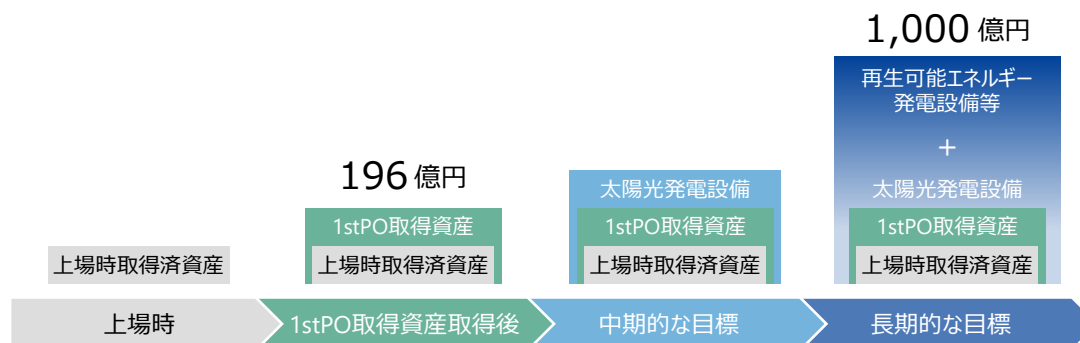 1,000 億円
再生可能エネルギー
発電設備等
+
196 億円
太陽光発電設備
太陽光発電設備
1stPO取得資産
1stPO取得資産
1stPO取得資産
上場時取得済資産
上場時取得済資産
上場時取得済資産
上場時取得済資産
上場時
1stPO取得資産取得後
中期的な目標
長期的な目標